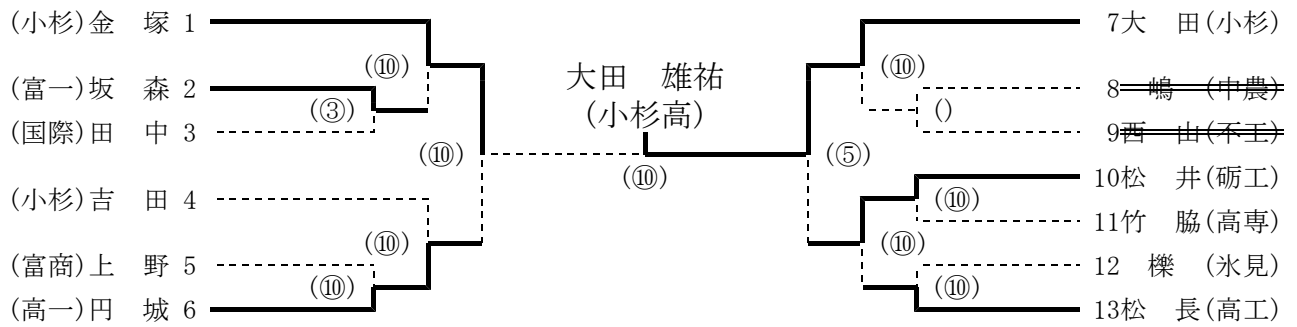 (小杉)金　塚 1
(⑩)
(富一)坂　森 2
(③)
(国際)田　中 3
(⑩)
(小杉)吉　田 4
(⑩)
(富商)上　野 5
(⑩)
(高一)円　城 6
大田　雄祐
(小杉高)
(⑩)
7大　田(小杉)
(⑩)
8　嶋　(中農)
()
9西　山(不工)
(⑤)
10松　井(砺工)
(⑩)
11竹　脇(高専)
(⑩)
12　櫟　(氷見)
(⑩)
13松　長(高工)